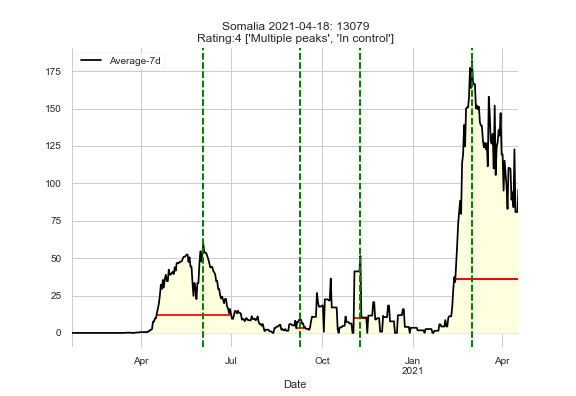 Somalia 2021-04-18: 13079
Rating:4 ['Multiple peaks', 'In control']
Average-7d
175
150
125
100
75
50
25
0
Apr
Jul
Oct
Jan
2021
Apr
Date